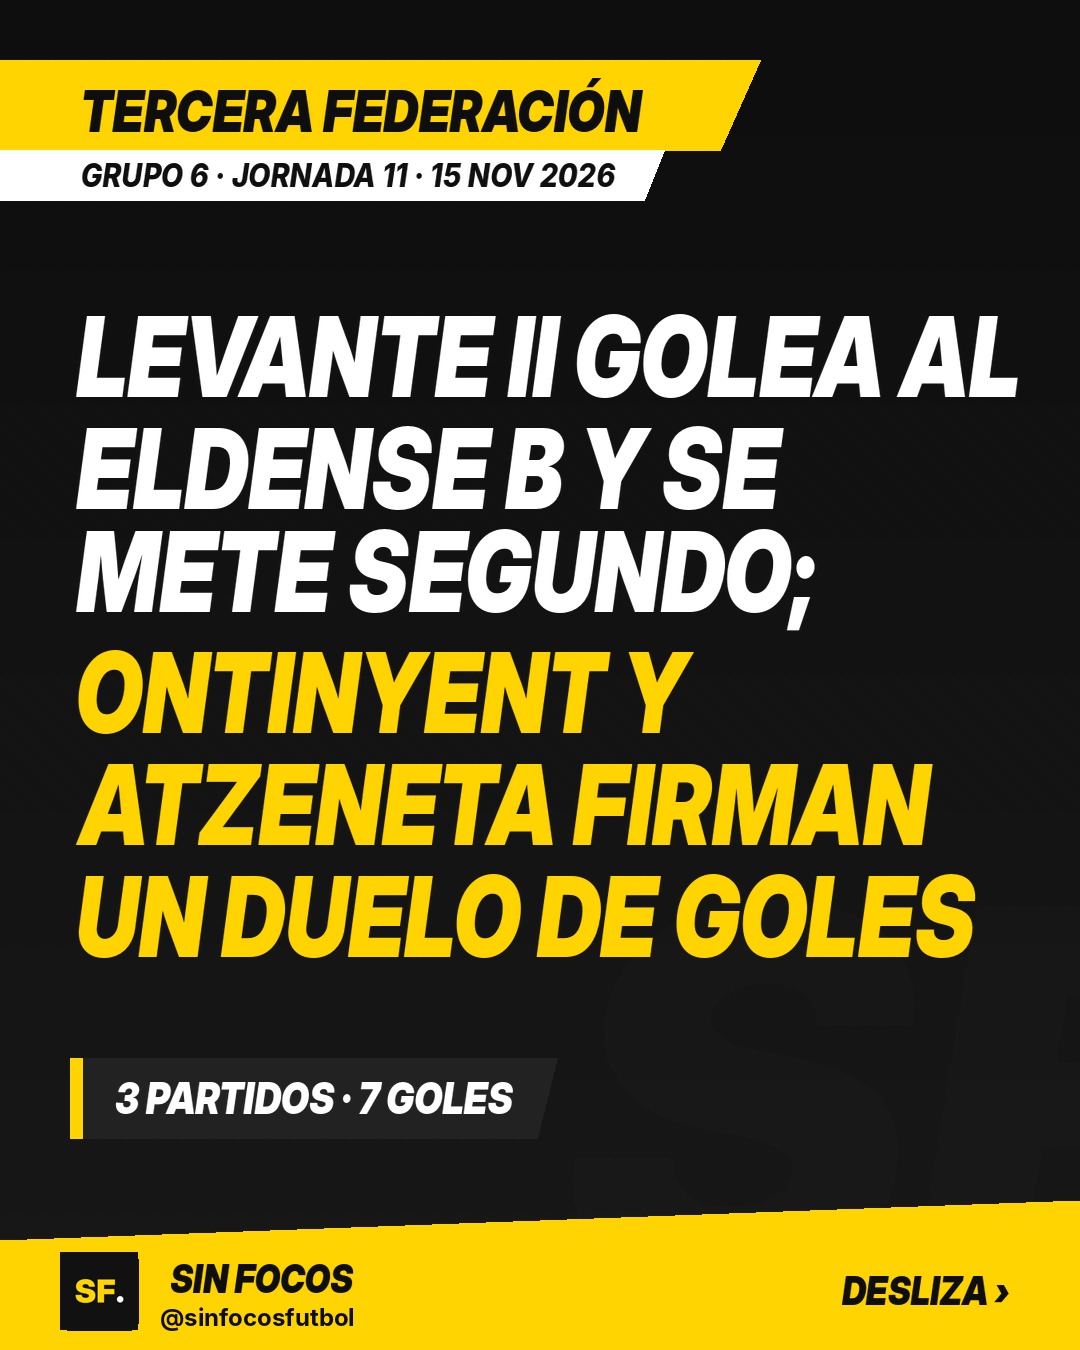 TERCERA FEDERACIÓN
GRUPO 6 · JORNADA 11 · 15 NOV 2026
LEVANTE II GOLEA AL
ELDENSE B Y SE
METE SEGUNDO;
ONTINYENT Y
ATZENETA FIRMAN
UN DUELO DE GOLES
3 PARTIDOS · 7 GOLES
SF.
SIN FOCOS
@sinfocosfutbol
DESLIZA ›